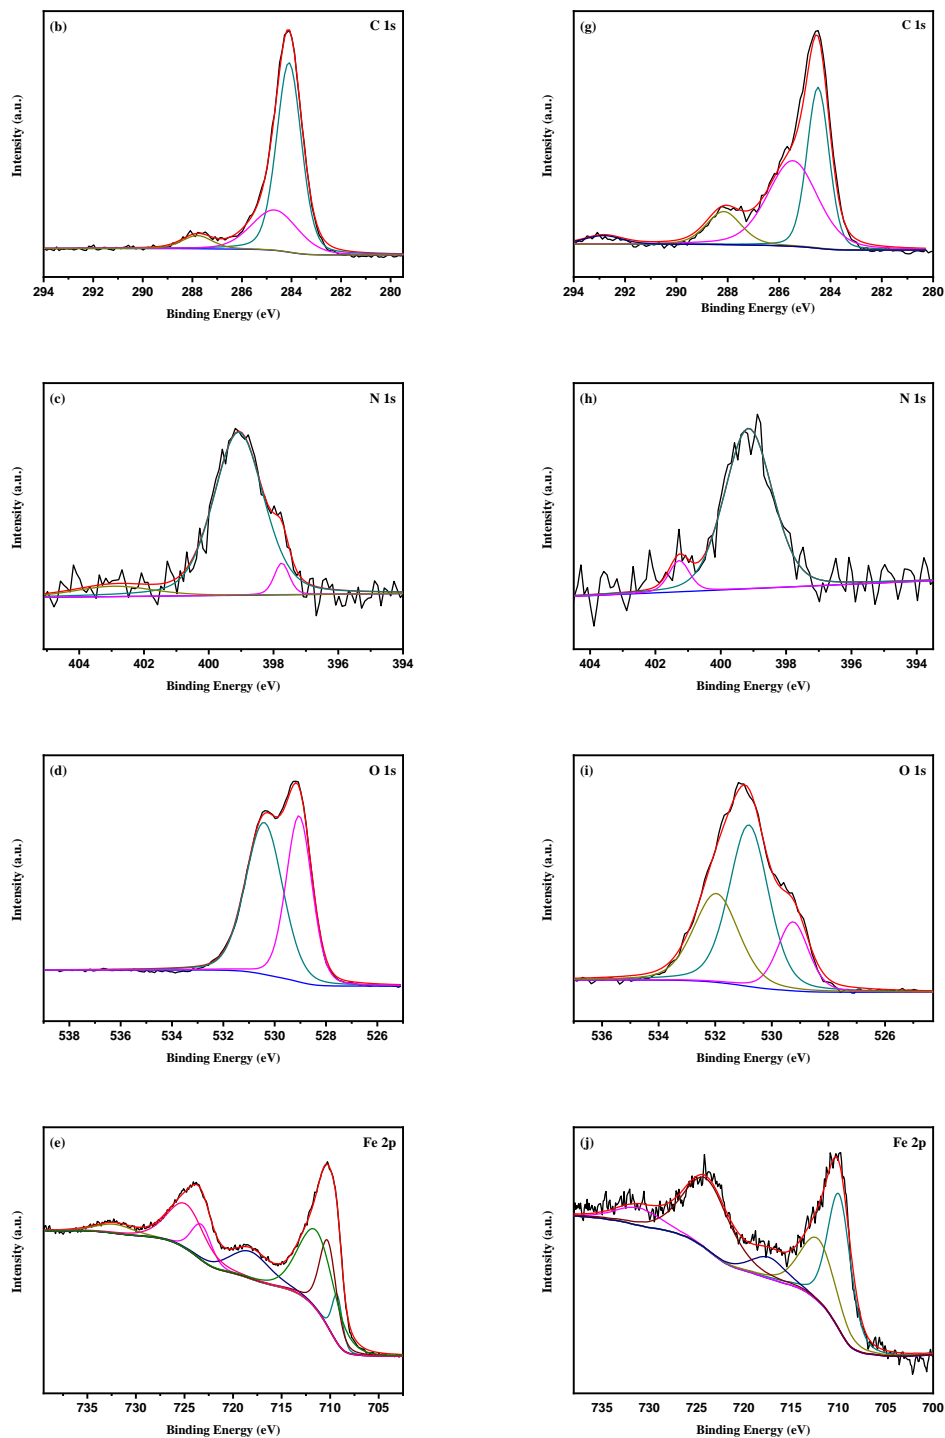 (b)
C 1s
Intensity (a.u.)
294 292 290 288 286 284 282 280
Binding Energy (eV)
(g)
C 1s
Intensity (a.u.)
294 292 290 288 286 284 282 280
Binding Energy (eV)
(c)
N 1s
Intensity (a.u.)
404 402 400 398 396 394
Binding Energy (eV)
(h)
N 1s
Intensity (a.u.)
404 402 400 398 396 394
Binding Energy (eV)
(d)
O 1s
Intensity (a.u.)
538 536 534 532 530 528 526
Binding Energy (eV)
(i)
O 1s
Intensity (a.u.)
536 534 532 530 528 526
Binding Energy (eV)
(e)
Fe 2p
Intensity (a.u.)
735 730 725 720 715 710 705
Binding Energy (eV)
(j)
Fe 2p
Intensity (a.u.)
735 730 725 720 715 710 705 700
Binding Energy (eV)